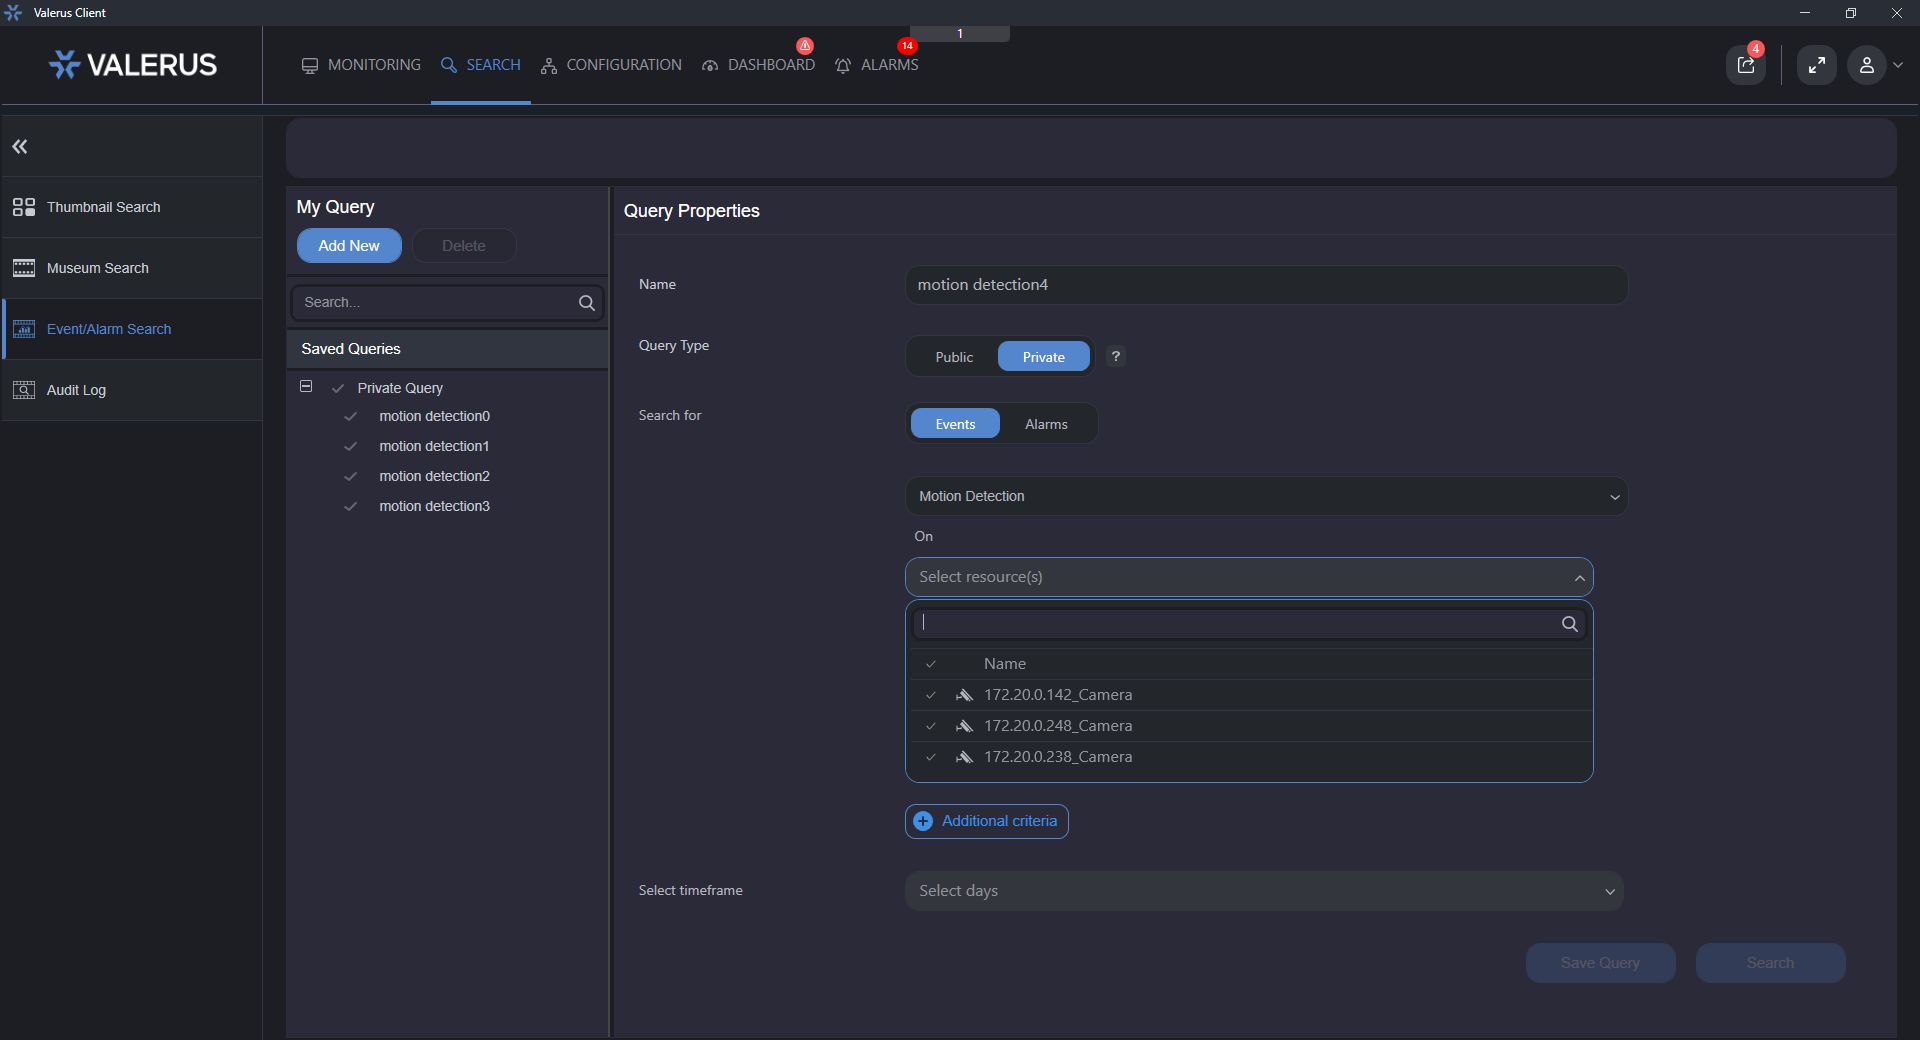 Valerus Client
1
VALERUS
MONITORING
SEARCH
CONFIGURATION
DASHBOARD
14
ALARMS
4
Thumbnail Search
Museum Search
Event/Alarm Search
Audit Log
My Query
Add New
Delete
Search...
Saved Queries
Private Query
motion detection0
motion detection1
motion detection2
motion detection3
Query Properties
Name
motion detection4
Query Type
Public
Private
?
Search for
Events
Alarms
Motion Detection
On
Select resource(s)
Name
172.20.0.142_Camera
172.20.0.248_Camera
172.20.0.238_Camera
Additional criteria
Select timeframe
Select days
Save Query
Search